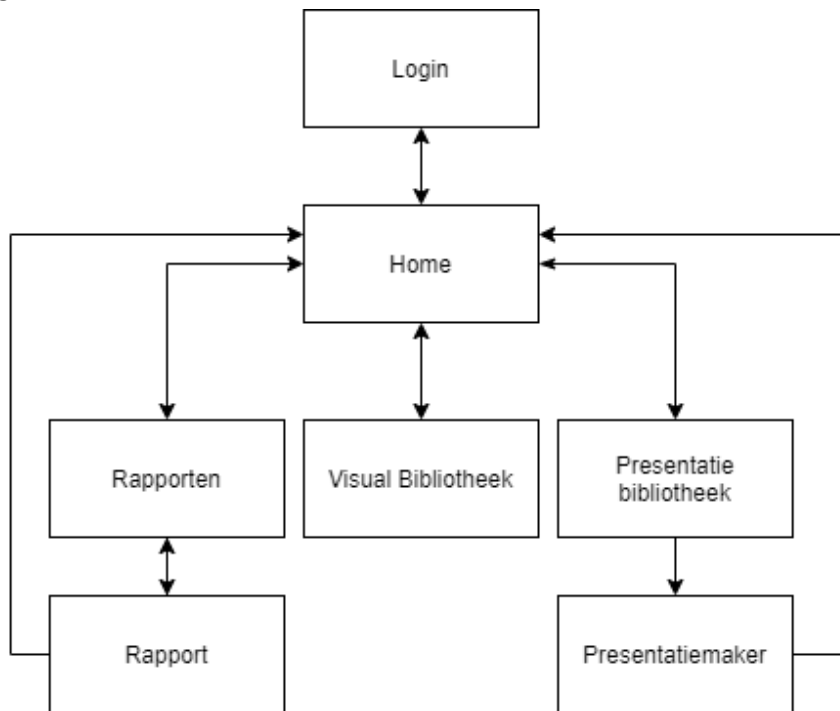 Login
Home
Rapporten
Visual Bibliotheek
Presentatie
bibliotheek
Rapport
Presentatiemaker